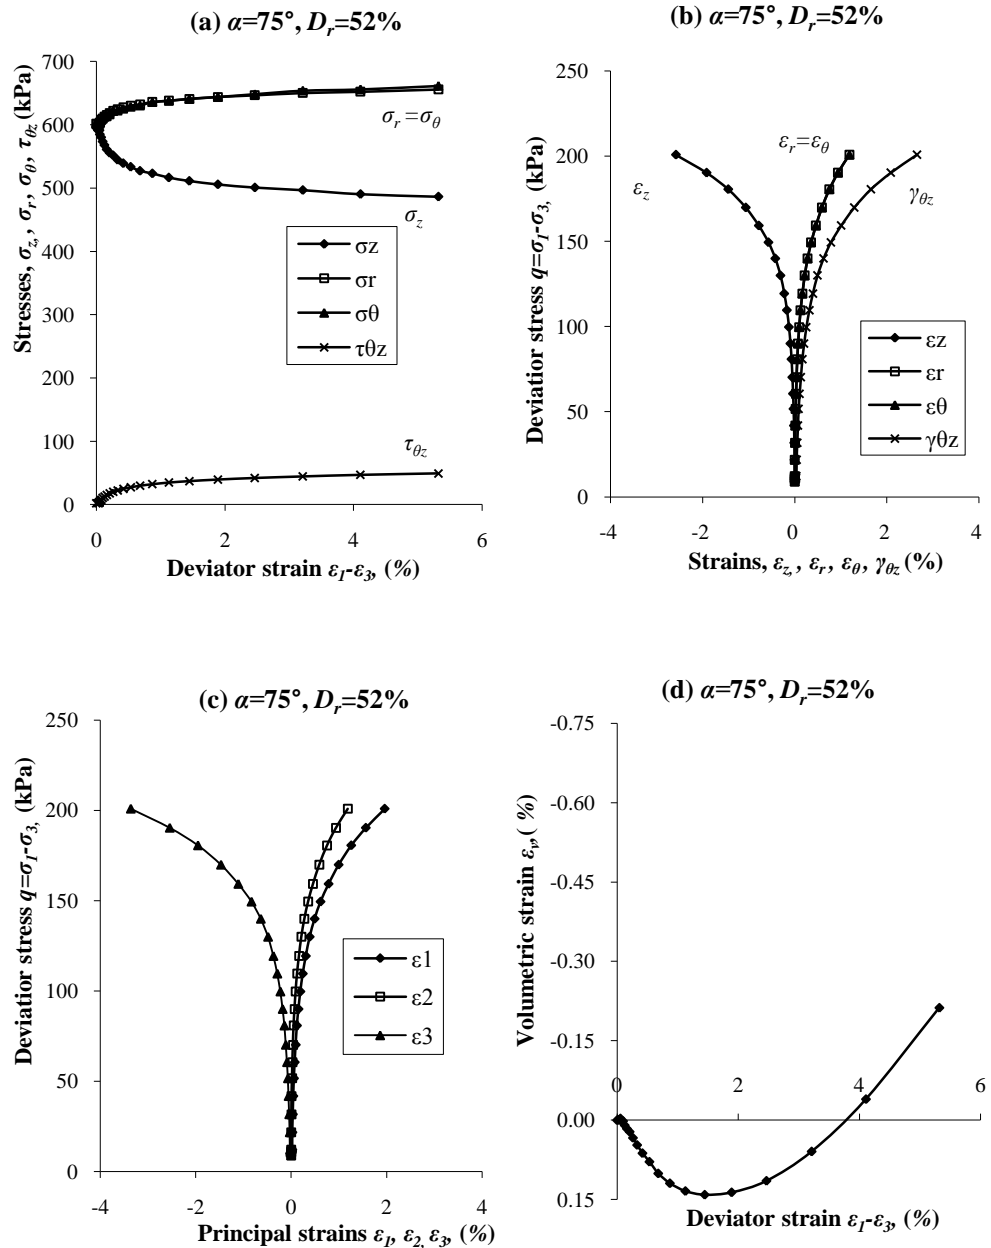 (a) α=75°, Dr=52%
700
600
500
400
300
200
100
0
0 2 4 6
Stresses, σz, , σr , σθ, τθz (kPa)
Deviator strain ε1-ε3, (%)
σr =σθ
σz
τθz
σz
σr
σθ
τθz
(b) α=75°, Dr=52%
250
200
150
100
50
0
-4 -2 0 2 4
Deviatior stress q=σ1-σ3, (kPa)
Strains, εz, , εr , εθ, γθz (%)
εz
εr=εθ
γθz
εz
εr
εθ
γθz
(c) α=75°, Dr=52%
250
200
150
100
50
0
-4 -2 0 2 4
Deviatior stress q=σ1-σ3, (kPa)
Principal strains ε1, ε2, ε3, (%)
ε1
ε2
ε3
(d) α=75°, Dr=52%
-0.75
-0.60
-0.45
-0.30
-0.15
0.00
0.15
0 2 4 6
Volumetric strain εv,( %)
Deviator strain ε1-ε3, (%)